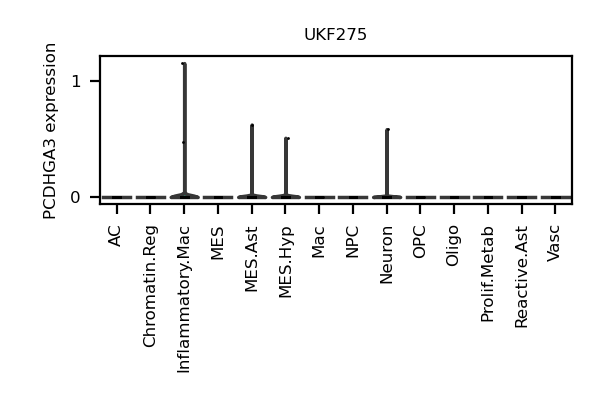 UKF275
PCDHGA3 expression
1
0
AC
Chromatin.Reg
Inflammatory.Mac
MES
MES.Ast
MES.Hyp
Mac
NPC
Neuron
OPC
Oligo
Prolif.Metab
Reactive.Ast
Vasc